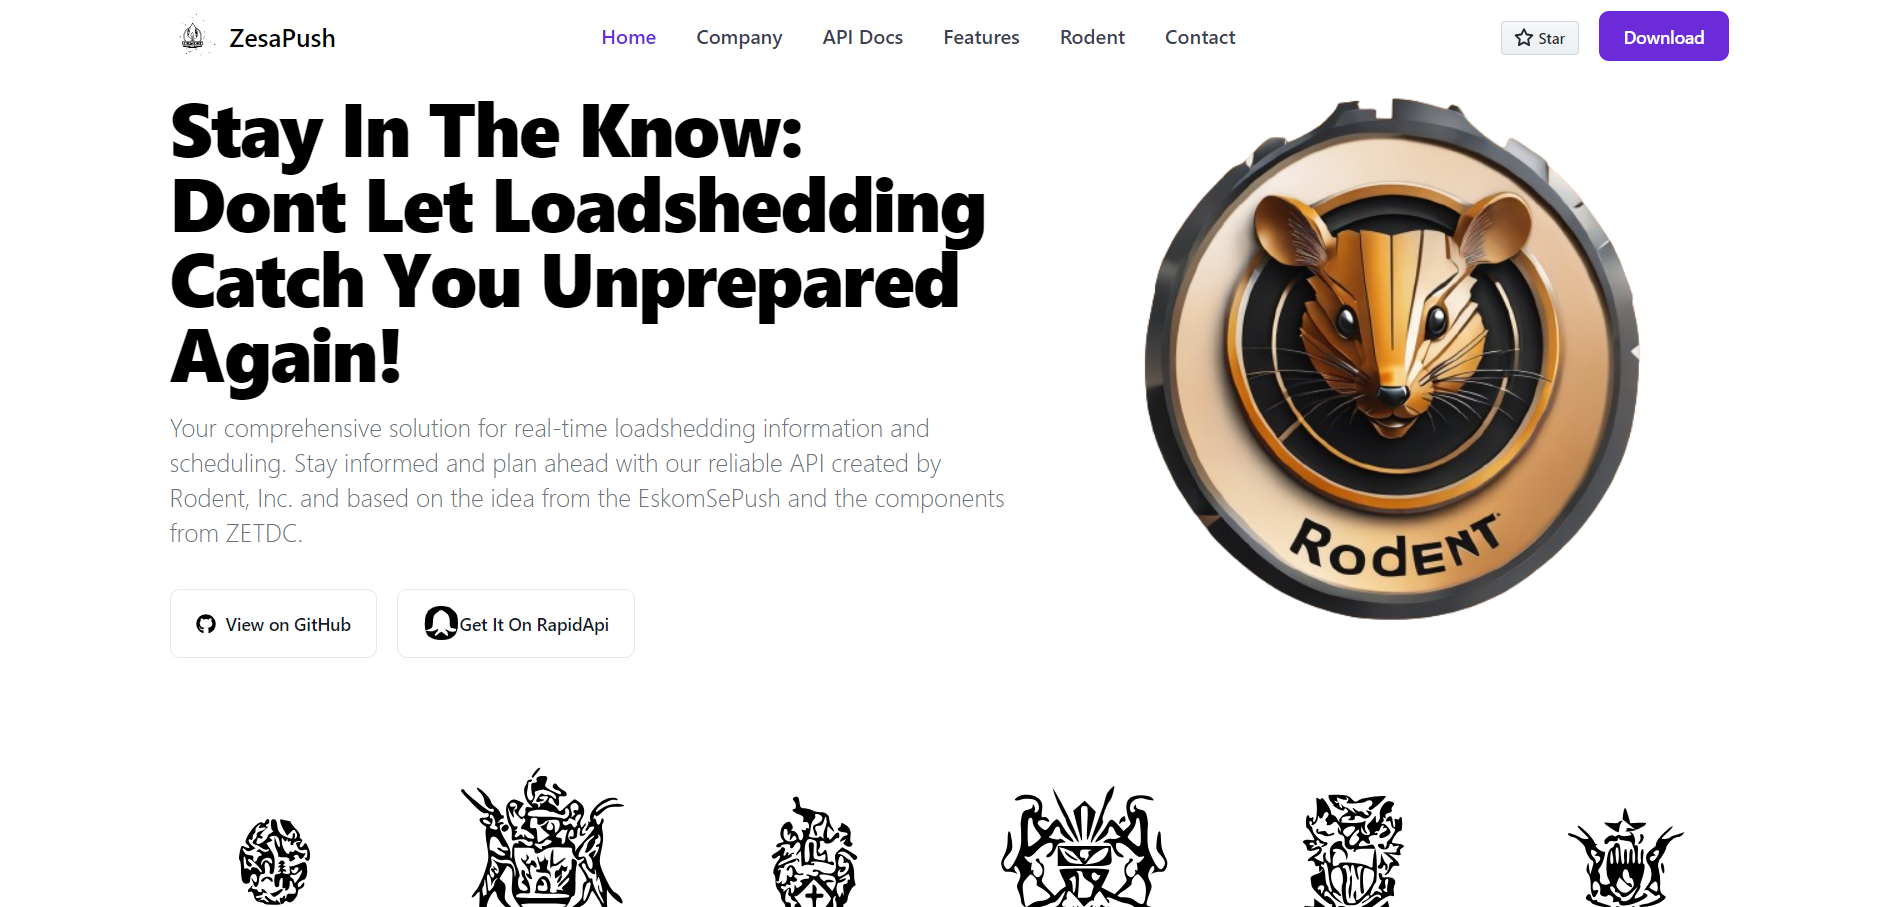 ZesaPush
Home
Company
API Docs
Features
Rodent
Contact
Star
Download
Stay In The Know:
Dont Let Loadshedding
Catch You Unprepared
Again!
Your comprehensive solution for real-time loadshedding information and
scheduling. Stay informed and plan ahead with our reliable API created by
Rodent, Inc. and based on the idea from the EskomSePush and the components
from ZETDC.
View on GitHub
Get It On RapidApi
RodENT